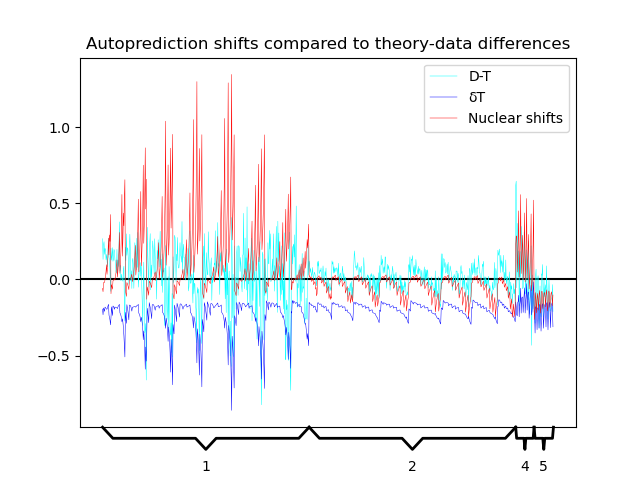 Autoprediction shifts compared to theory-data differences
D-T
δT
Nuclear shifts
1.0
0.5
0.0
−0.5
1
2
4
5